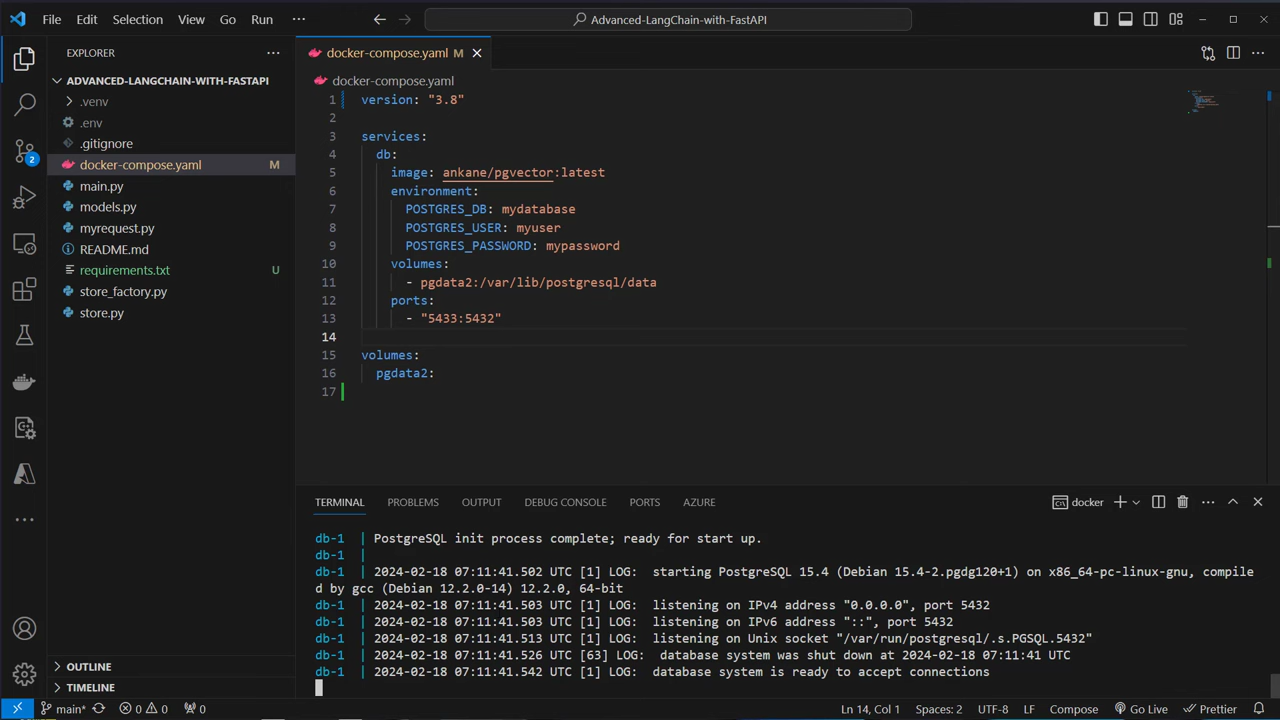 File Edit Selection View Go Run ··· Advanced-LangChain-with-FastAPI
EXPLORER ···
ADVANCED-LANGCHAIN-WITH-FASTAPI
.venv
.env
.gitignore
docker-compose.yaml M
main.py
models.py
myrequest.py
README.md
requirements.txt U
store_factory.py
store.py
OUTLINE
TIMELINE
2
docker-compose.yaml M
docker-compose.yaml
1 version: "3.8"
2
3 services:
4 db:
5 image: ankane/pgvector:latest
6 environment:
7 POSTGRES_DB: mydatabase
8 POSTGRES_USER: myuser
9 POSTGRES_PASSWORD: mypassword
10 volumes:
11 - pgdata2:/var/lib/postgresql/data
12 ports:
13 - "5433:5432"
14
15 volumes:
16 pgdata2:
17
TERMINAL PROBLEMS OUTPUT DEBUG CONSOLE PORTS AZURE docker
db-1 | PostgreSQL init process complete; ready for start up.
db-1 |
db-1 | 2024-02-18 07:11:41.502 UTC [1] LOG: starting PostgreSQL 15.4 (Debian 15.4-2.pgdg120+1) on x86_64-pc-linux-gnu, compile
d by gcc (Debian 12.2.0-14) 12.2.0, 64-bit
db-1 | 2024-02-18 07:11:41.503 UTC [1] LOG: listening on IPv4 address "0.0.0.0", port 5432
db-1 | 2024-02-18 07:11:41.503 UTC [1] LOG: listening on IPv6 address "::", port 5432
db-1 | 2024-02-18 07:11:41.513 UTC [1] LOG: listening on Unix socket "/var/run/postgresql/.s.PGSQL.5432"
db-1 | 2024-02-18 07:11:41.526 UTC [63] LOG: database system was shut down at 2024-02-18 07:11:41 UTC
db-1 | 2024-02-18 07:11:41.542 UTC [1] LOG: database system is ready to accept connections
main* 0 0 0 Ln 14, Col 1 Spaces: 2 UTF-8 LF Compose Go Live Prettier